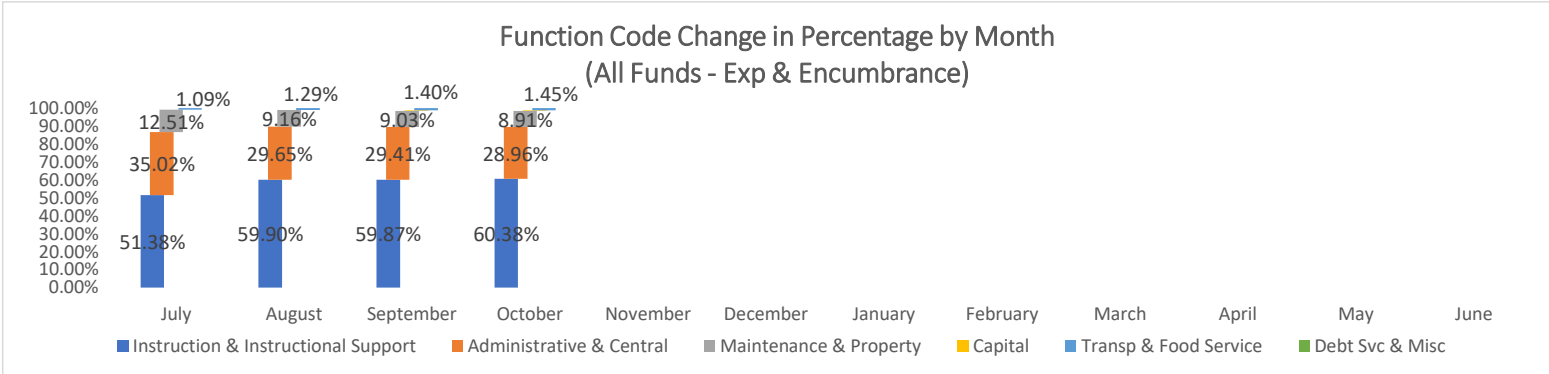 Function Code Change in Percentage by Month
(All Funds - Exp & Encumbrance)
1.09% 1.29% 1.40% 1.45%
100.00%
12.51% 9.16% 9.03% 8.91%
90.00%
80.00%
35.02% 29.65% 29.41% 28.96%
70.00%
60.00%
50.00%
40.00%
51.38% 59.90% 59.87% 60.38%
30.00%
20.00%
10.00%
0.00%
July August September October November December January February March April May June
Instruction & Instructional Support Administrative & Central Maintenance & Property Capital Transp & Food Service Debt Svc & Misc